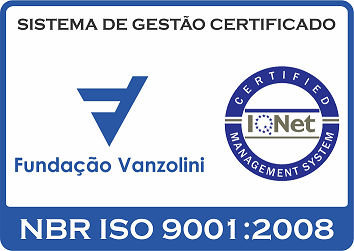 SISTEMA DE GESTÃO CERTIFICADO
Fundação Vanzolini
CERTIFIED
IQNet
MANAGEMENT SYSTEM
NBR ISO 9001:2008